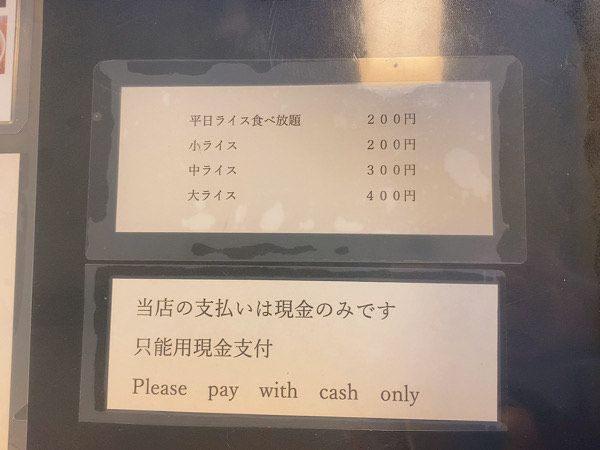 平日ライス食べ放題 200円
小ライス 200円
中ライス 300円
大ライス 400円
当店の支払いは現金のみです
只能用現金支付
Please pay with cash only